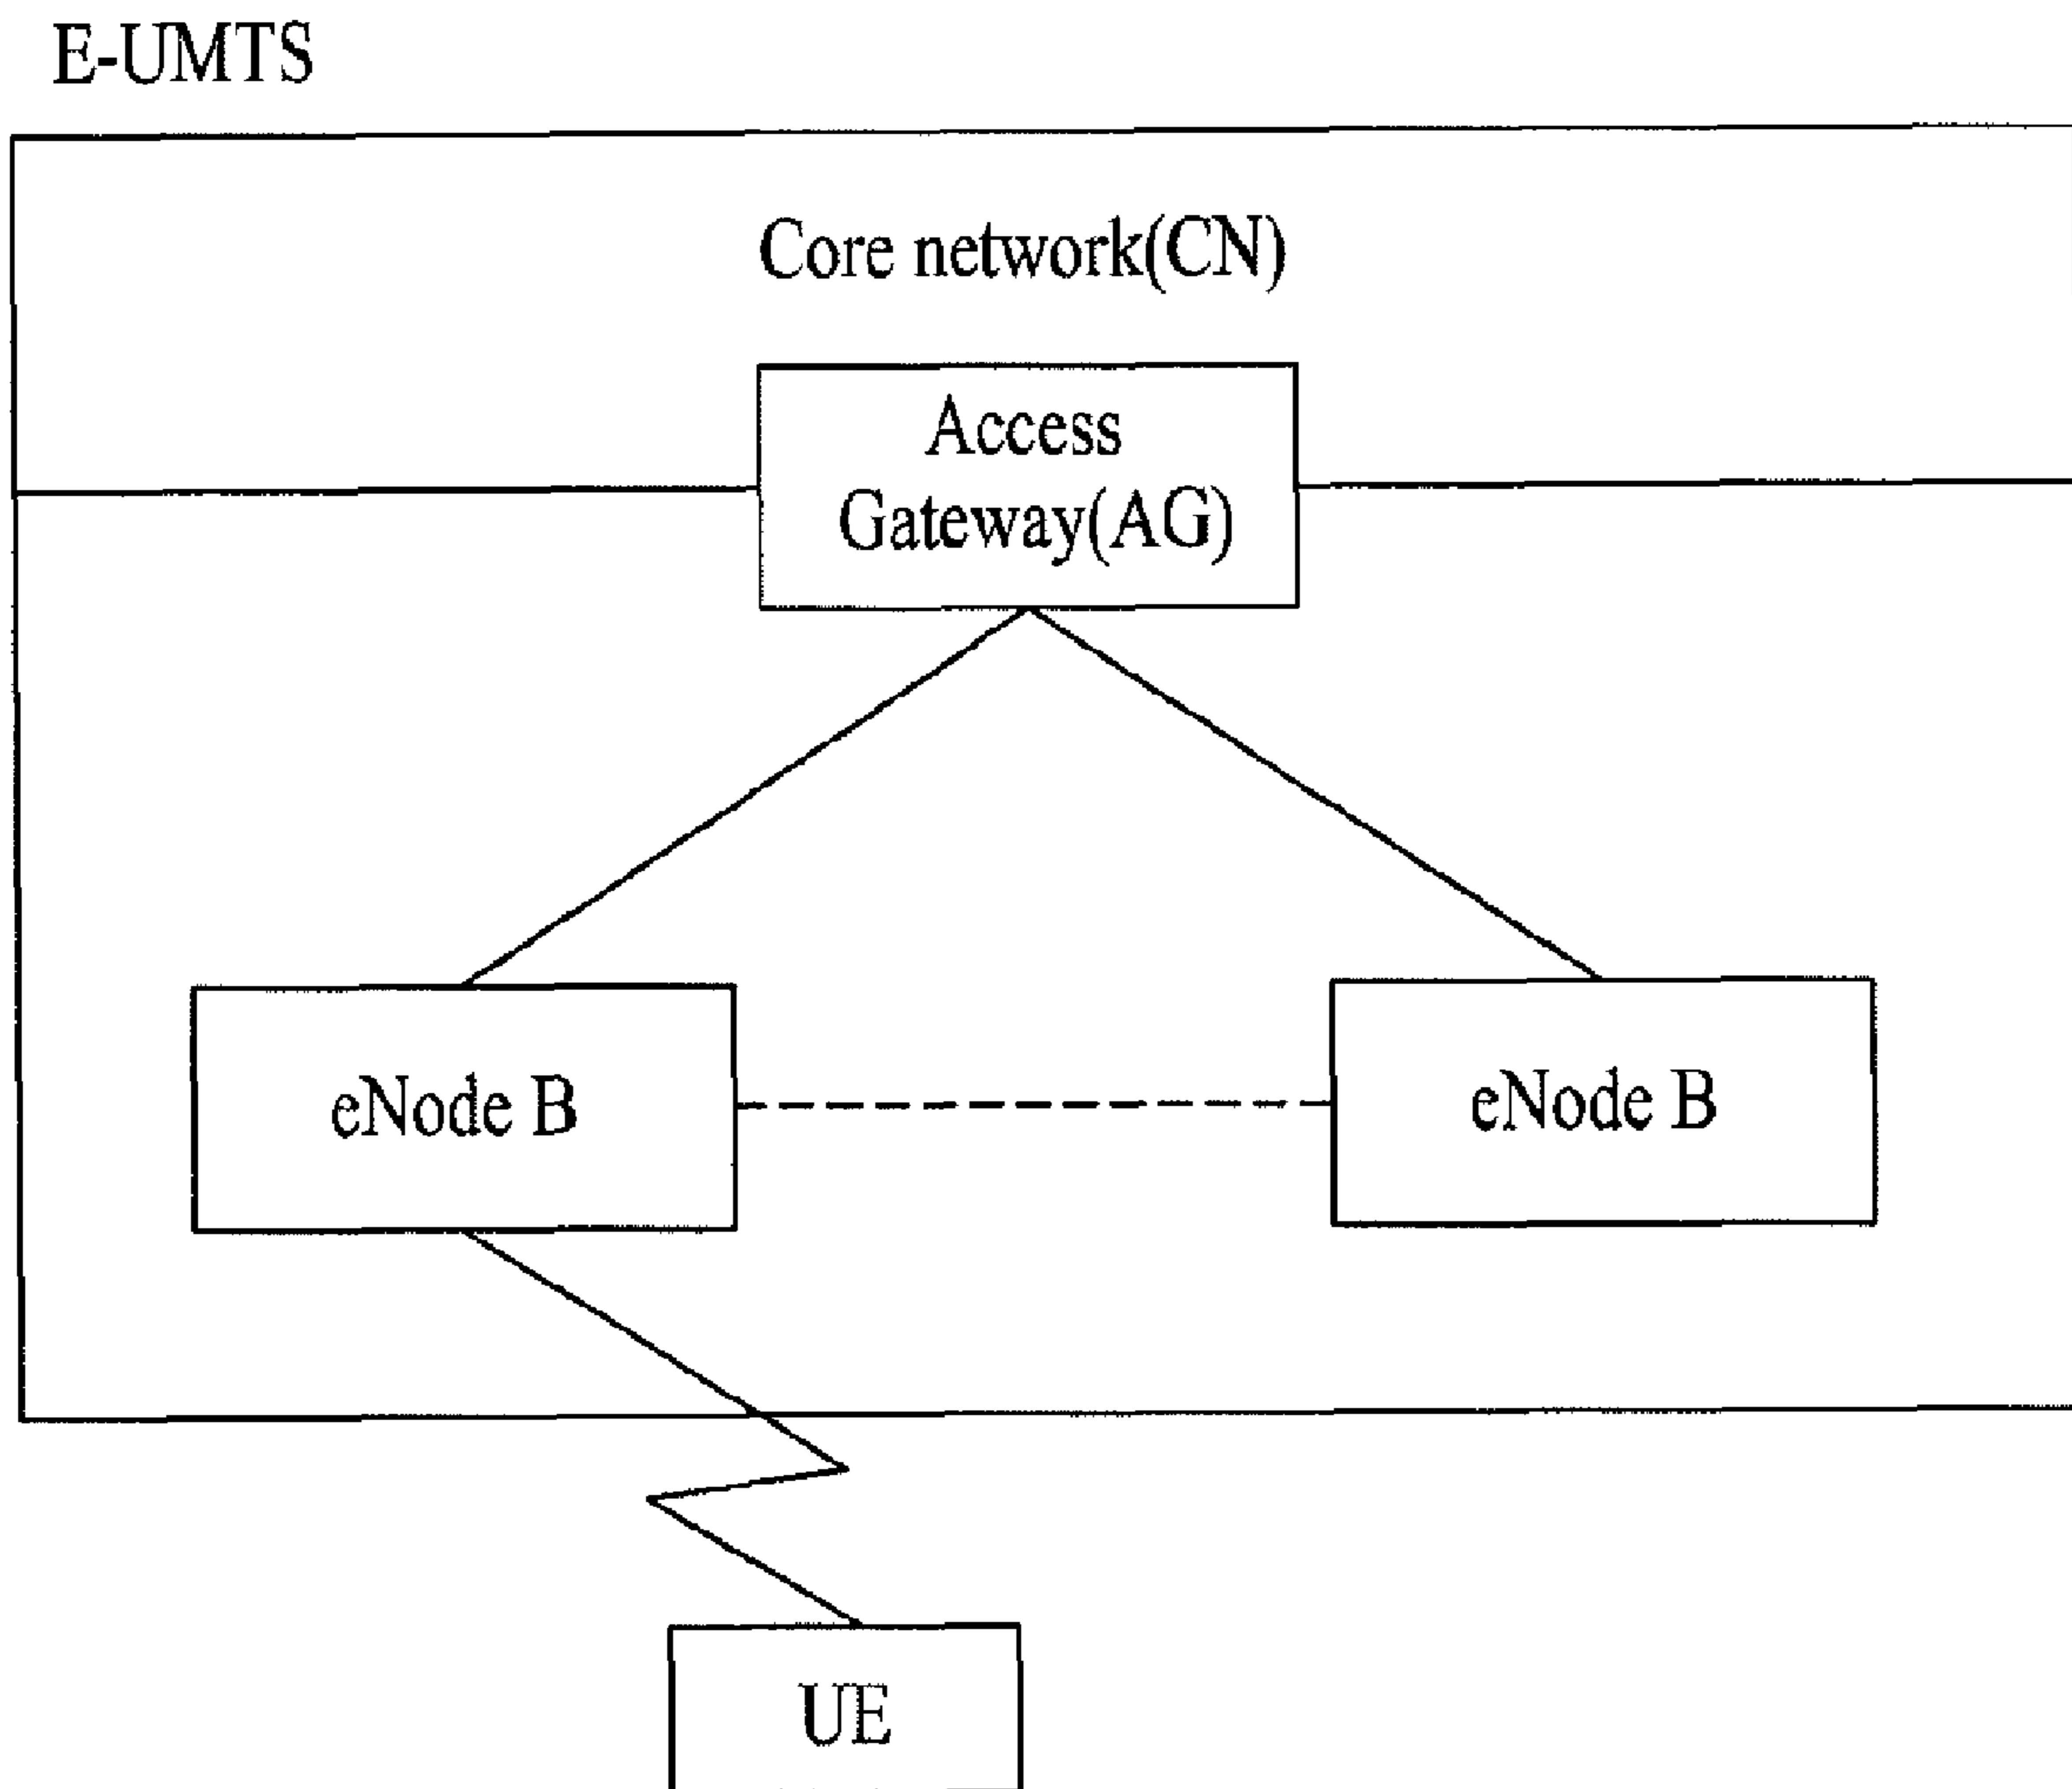 E-UMTS
Core network(CN)
Access
Gateway(AG)
eNode B
eNode B
UE